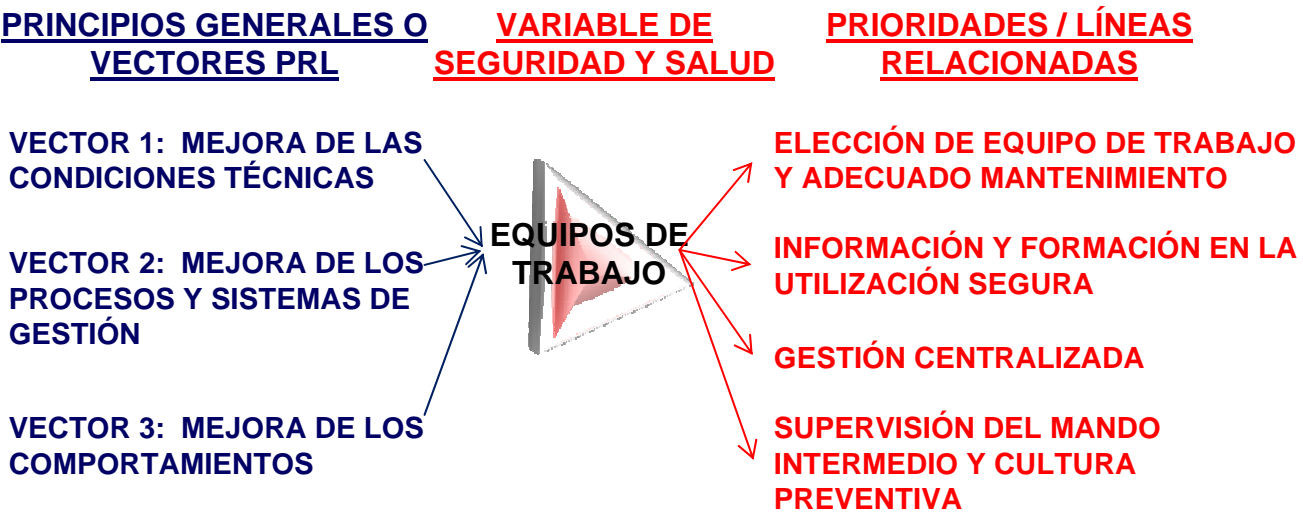 PRINCIPIOS GENERALES O
VECTORES PRL
VARIABLE DE
SEGURIDAD Y SALUD
PRIORIDADES / LÍNEAS
RELACIONADAS
VECTOR 1: MEJORA DE LAS
CONDICIONES TÉCNICAS
VECTOR 2: MEJORA DE LOS
PROCESOS Y SISTEMAS DE
GESTIÓN
VECTOR 3: MEJORA DE LOS
COMPORTAMIENTOS
EQUIPOS DE
TRABAJO
ELECCIÓN DE EQUIPO DE TRABAJO
Y ADECUADO MANTENIMIENTO
INFORMACIÓN Y FORMACIÓN EN LA
UTILIZACIÓN SEGURA
GESTIÓN CENTRALIZADA
SUPERVISIÓN DEL MANDO
INTERMEDIO Y CULTURA
PREVENTIVA